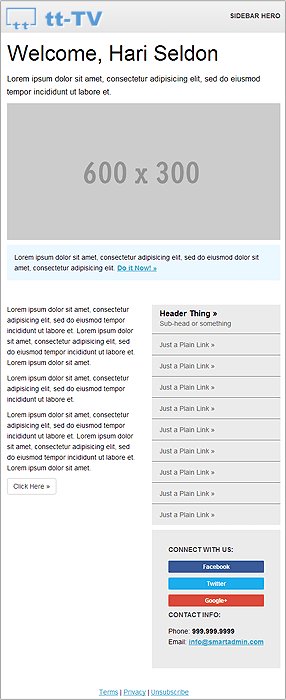 tt-TV
SIDEBAR HERO
Welcome, Hari Seldon
Lorem ipsum dolor sit amet, consectetur adipiscing elit, sed do eiusmod
tempor incididunt ut labore et.
600 x 300
Lorem ipsum dolor sit amet, consectetur adipiscing elit sed do sit amet,
consectetur adipiscing elit. Do it Now! »
Lorem ipsum dolor sit amet, consectetur
adipisicing elit, sed do eiusmod tempor
incididunt ut labore et. Lorem ipsum dolor
sit amet, consectetur adipisicing elit, sed
do eiusmod tempor incididunt ut labore et.
Lorem ipsum dolor sit amet.
Lorem ipsum dolor sit amet, consectetur
adipisicing elit, sed do eiusmod tempor
incididunt ut labore et.
Lorem ipsum dolor sit amet, consectetur
adipisicing elit, sed do eiusmod tempor
incididunt ut labore et. Lorem ipsum dolor
sit amet, consectetur adipisicing elit, sed
do eiusmod tempor incididunt ut labore et.
Lorem ipsum dolor sit amet.
Click Here »
Header Thing »
Sub-head or something
Just a Plain Link »
Just a Plain Link »
Just a Plain Link »
Just a Plain Link »
Just a Plain Link »
Just a Plain Link »
Just a Plain Link »
Just a Plain Link »
Just a Plain Link »
CONNECT WITH US:
Facebook
Twitter
Google+
CONTACT INFO:
Phone: 999.999.9999
Email: info@smartadmin.com
Terms | Privacy | Unsubscribe